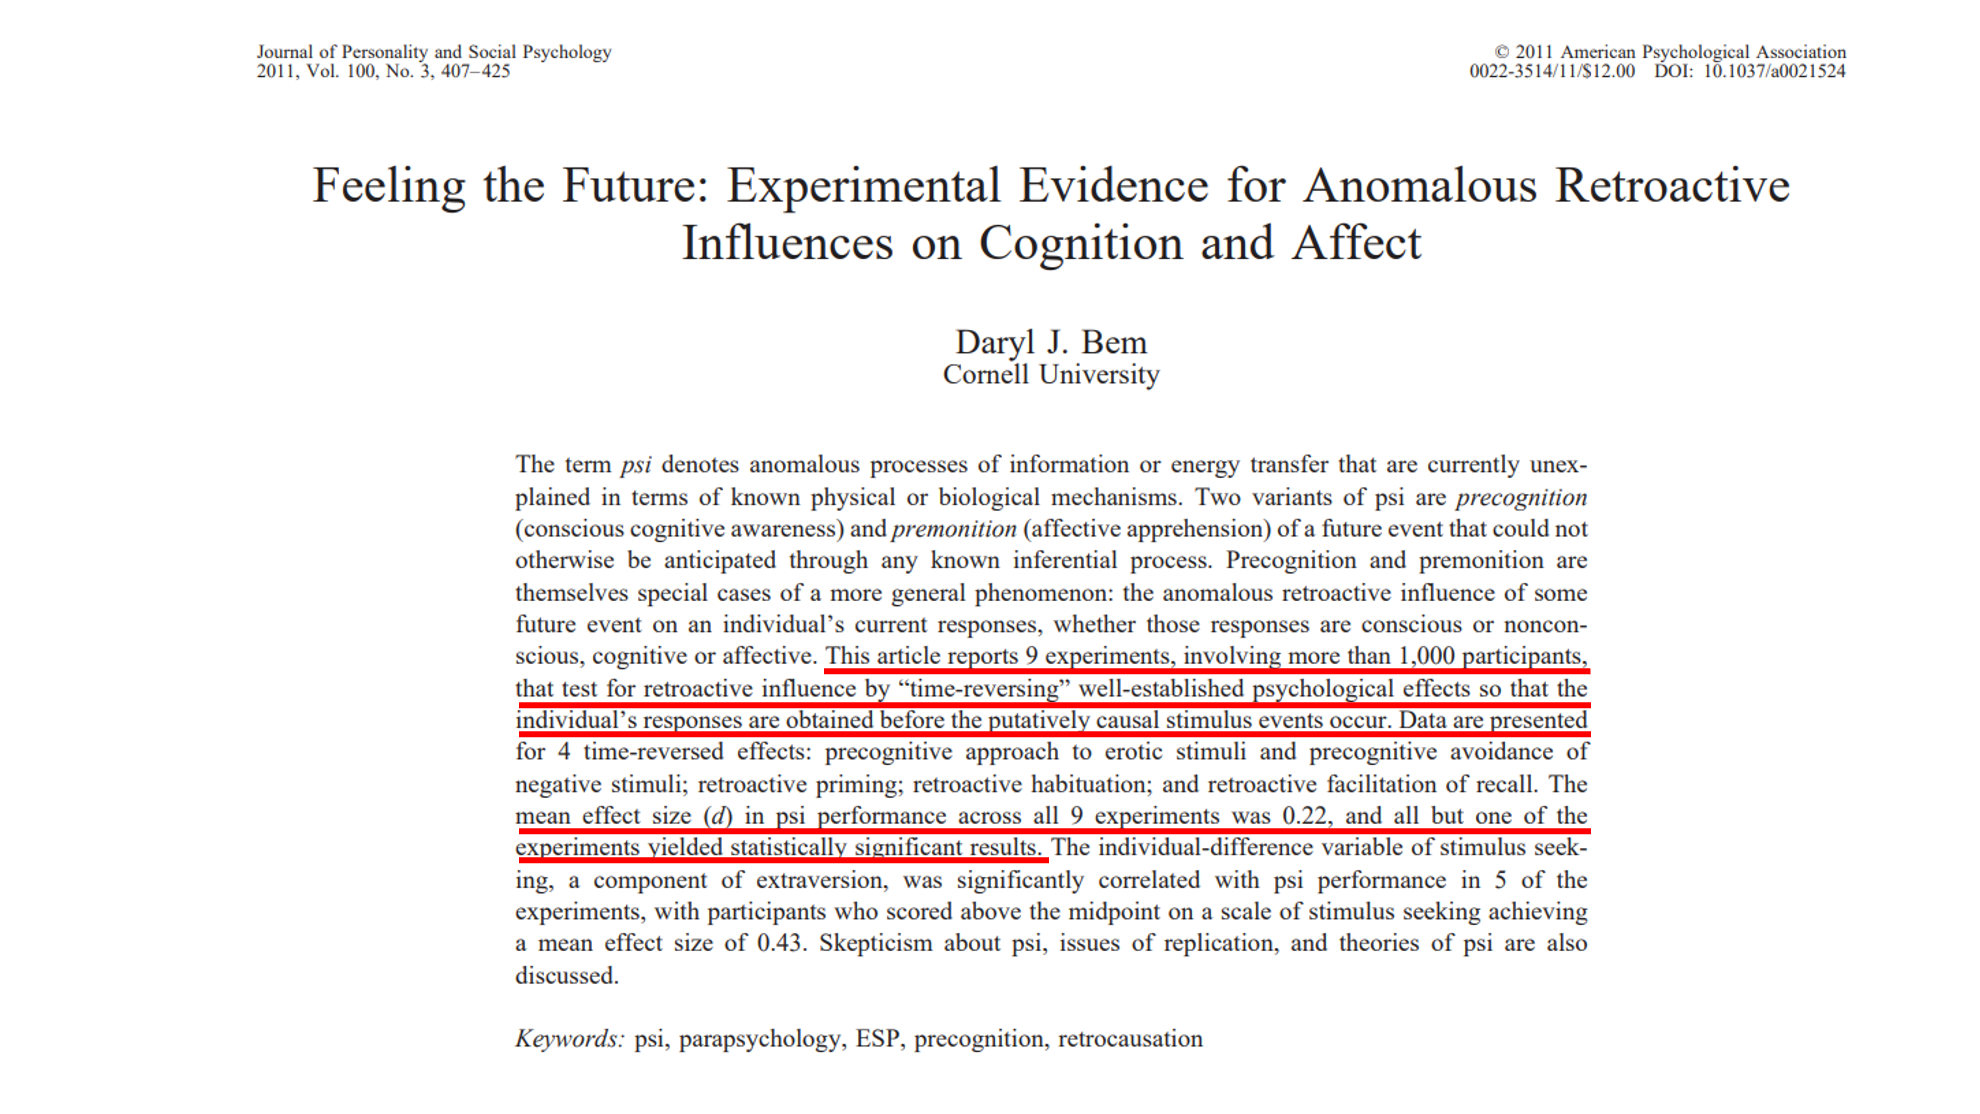 Journal of Personality and Social Psychology
2011, Vol. 100, No. 3, 407–425
© 2011 American Psychological Association
0022-3514/11/$12.00 DOI: 10.1037/a0021524
Feeling the Future: Experimental Evidence for Anomalous Retroactive
Influences on Cognition and Affect
Daryl J. Bem
Cornell University
The term psi denotes anomalous processes of information or energy transfer that are currently unex-
plained in terms of known physical or biological mechanisms. Two variants of psi are precognition
(conscious cognitive awareness) and premonition (affective apprehension) of a future event that could not
otherwise be anticipated through any known inferential process. Precognition and premonition are
themselves special cases of a more general phenomenon: the anomalous retroactive influence of some
future event on an individual’s current responses, whether those responses are conscious or noncon-
scious, cognitive or affective. This article reports 9 experiments, involving more than 1,000 participants,
that test for retroactive influence by “time-reversing” well-established psychological effects so that the
individual’s responses are obtained before the putatively causal stimulus events occur. Data are presented
for 4 time-reversed effects: precognitive approach to erotic stimuli and precognitive avoidance of
negative stimuli; retroactive priming; retroactive habituation; and retroactive facilitation of recall. The
mean effect size (d) in psi performance across all 9 experiments was 0.22, and all but one of the
experiments yielded statistically significant results. The individual-difference variable of stimulus seek-
ing, a component of extraversion, was significantly correlated with psi performance in 5 of the
experiments, with participants who scored above the midpoint on a scale of stimulus seeking achieving
a mean effect size of 0.43. Skepticism about psi, issues of replication, and theories of psi are also
discussed.
Keywords: psi, parapsychology, ESP, precognition, retrocausation